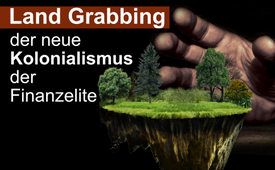 Land Grabbing
der neue
Kolonialismus
der
Finanzelite